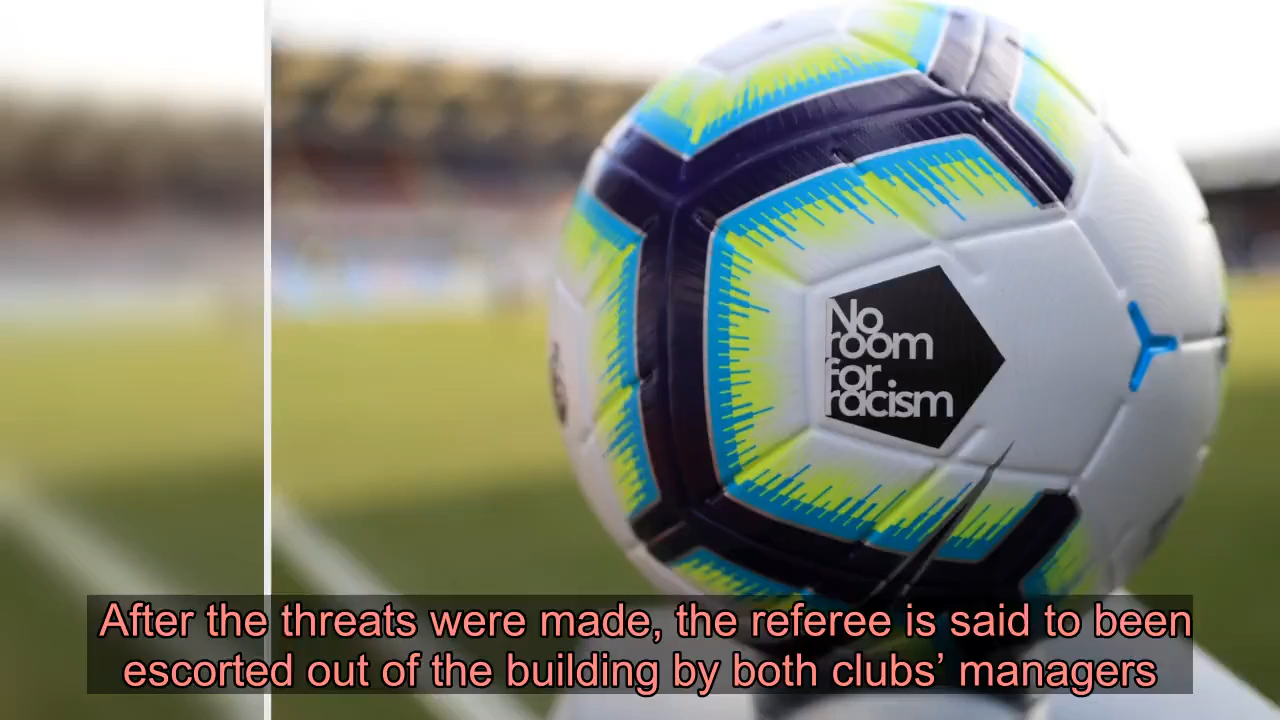 No
room
for
racism
After the threats were made, the referee is said to been
escorted out of the building by both clubs’ managers